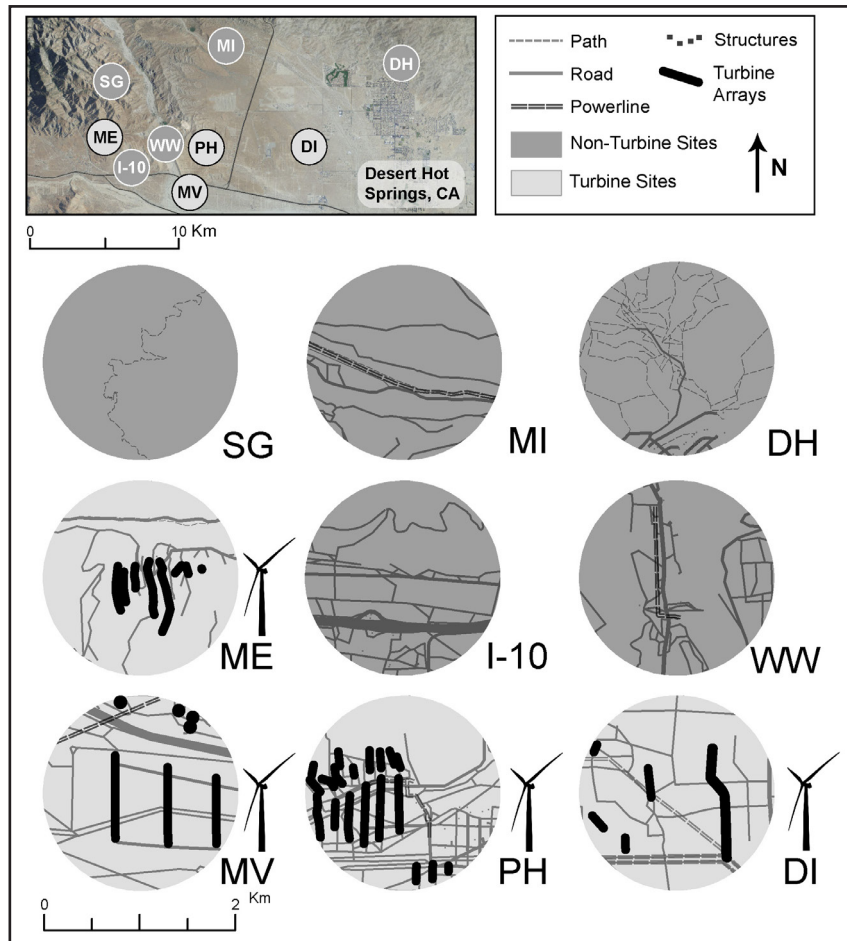 MI
DH
SG
ME
WW
PH
DI
I-10
MV
Desert Hot
Springs, CA
0
10 Km
Path
Structures
Road
Turbine
Arrays
Powerline
Non-Turbine Sites
Turbine Sites
N
SG
MI
DH
ME
I-10
WW
MV
PH
DI
0
2
Km